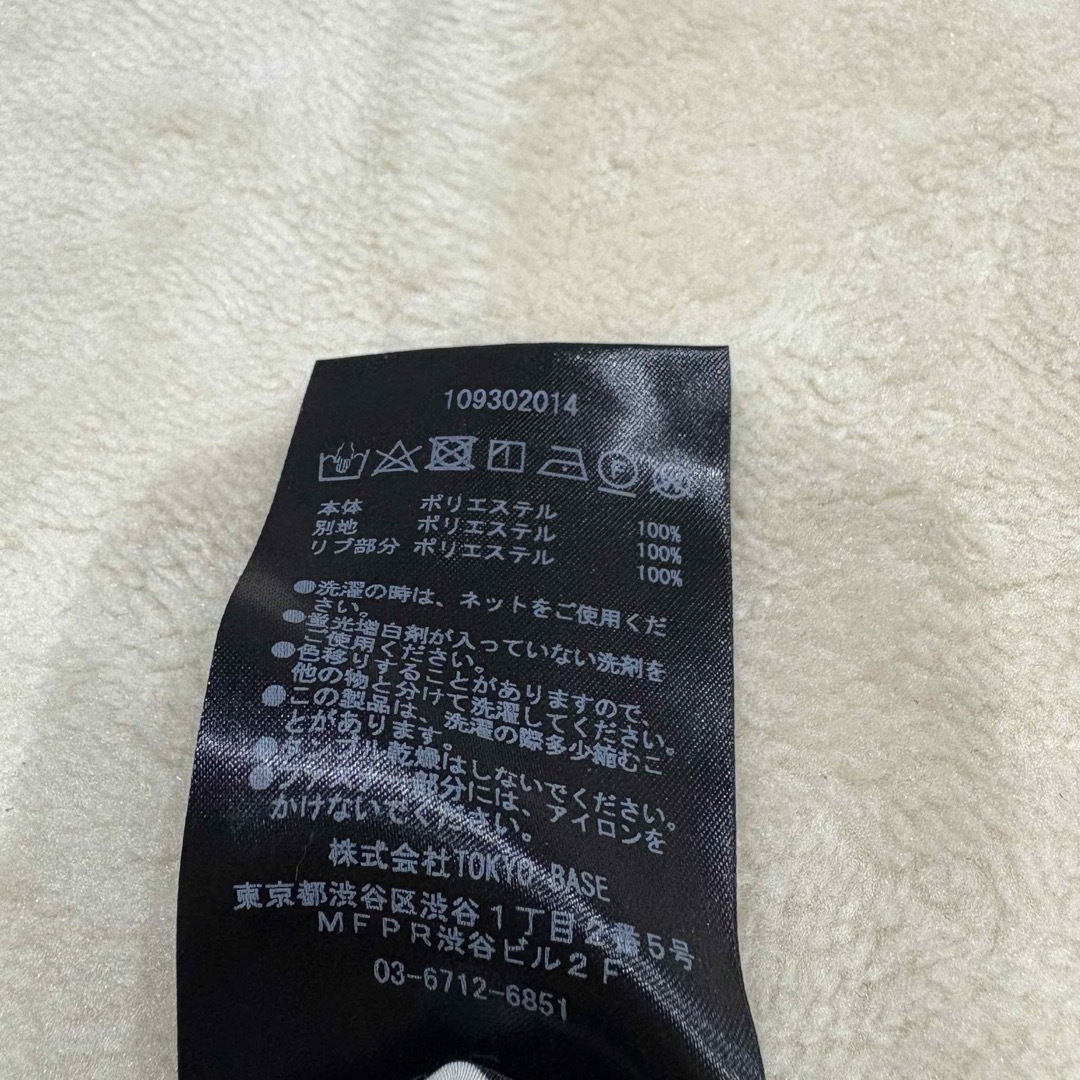 109302014
F
本体 ポリエステル 100%
別地 ポリエステル 100%
リブ部分 ポリエステル 100%
●洗濯の時は、ネットをご使用くだ
さい。
●蛍光増白剤が入っていない洗剤を
ご使用ください。
●色移りすることがありますので、
他の物と分けて洗濯してください。
●この製品は、洗濯の際多少縮むこ
とがあります。
●タンブル乾燥はしないでください。
● 部分には、アイロンを
かけないでください。
株式会社TOKYO BASE
東京都渋谷区渋谷1丁目2番5号
MFPR渋谷ビル2F
03-6712-6851